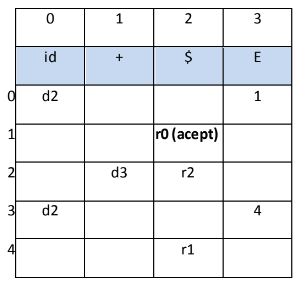 0 1 2 3
id + $ E
0 d2 1
1 r0 (acept)
2 d3 r2
3 d2 4
4 r1